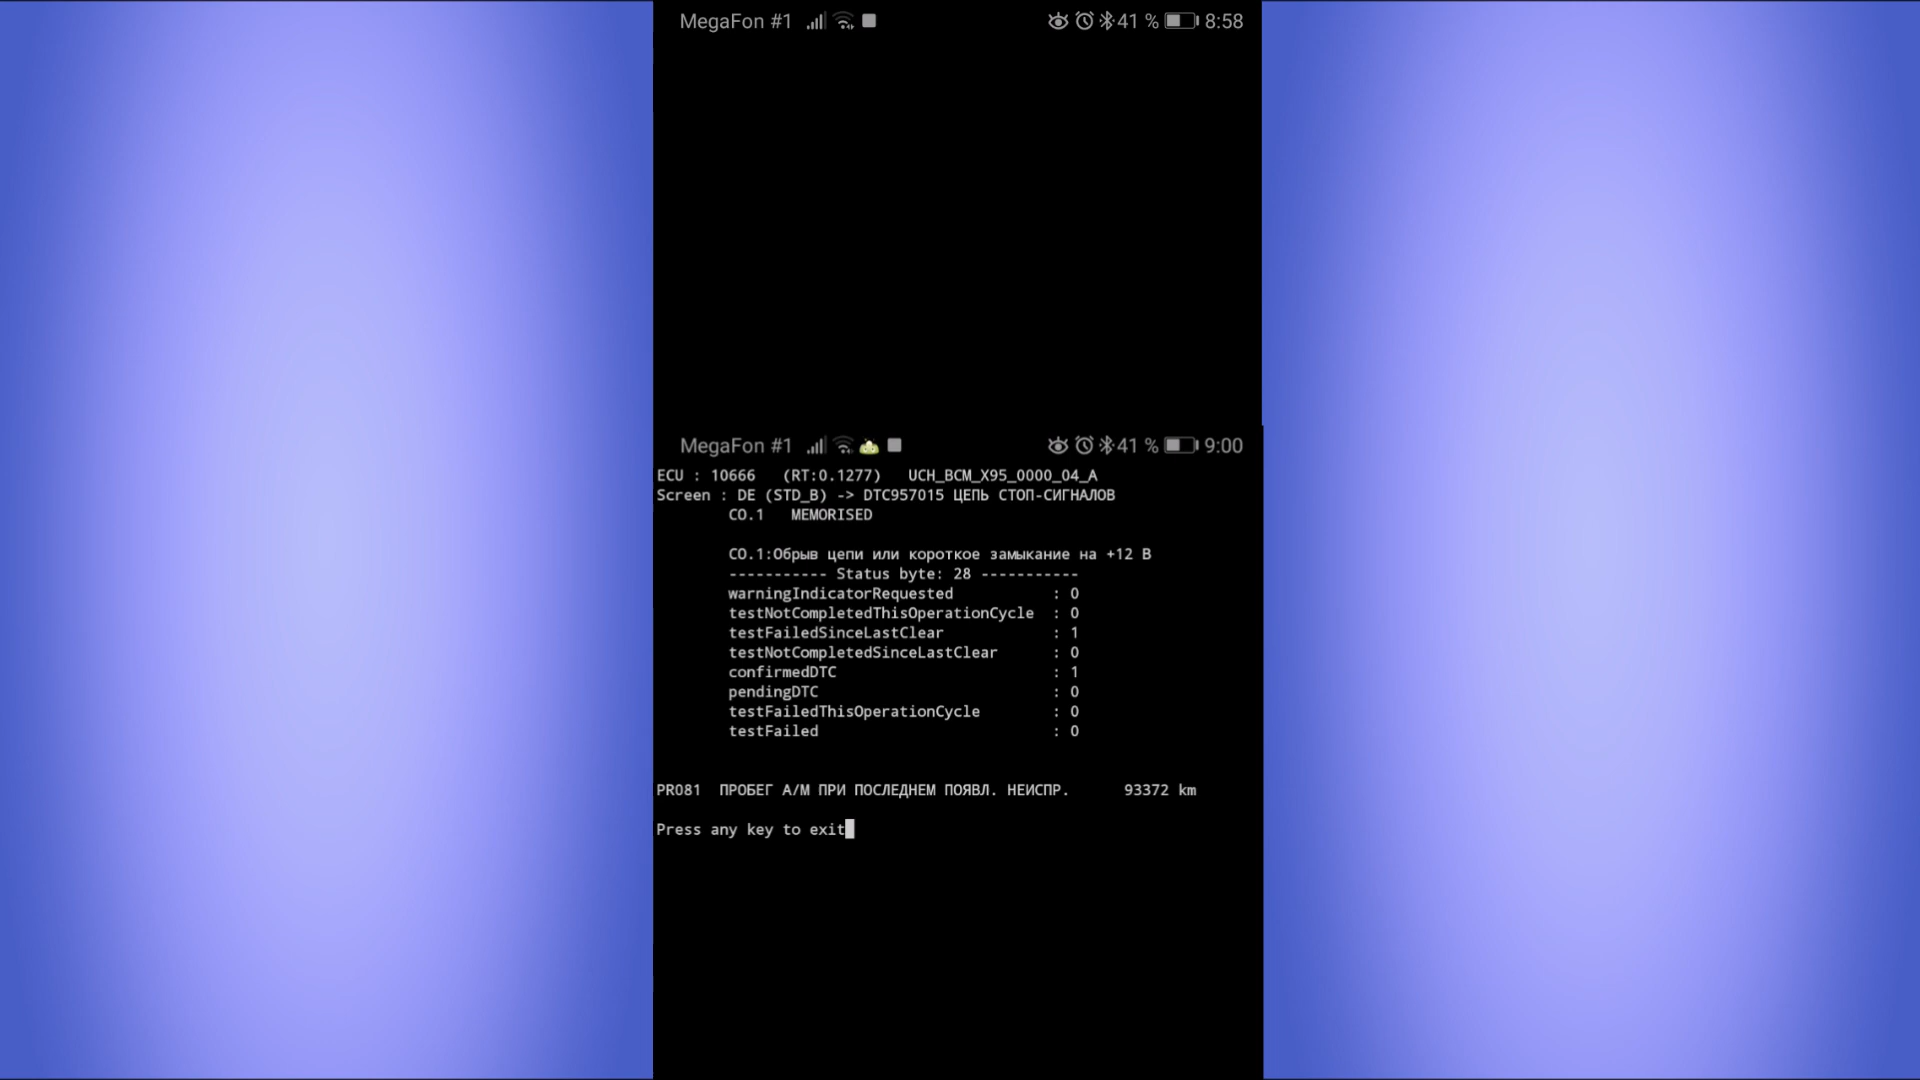 MegaFon #1 41 % 8:58
MegaFon #1 41 % 9:00
ECU : 10666 (RT:0.1277) UCH_BCM_X95_0000_04_A
Screen : DE (STD_B) -> DTC957015 ЦЕПЬ СТОП-СИГНАЛОВ
CO.1 MEMORISED
CO.1:Обрыв цепи или короткое замыкание на +12 В
----------- Status byte: 28 -----------
warningIndicatorRequested : 0
testNotCompletedThisOperationCycle : 0
testFailedSinceLastClear : 1
testNotCompletedSinceLastClear : 0
confirmedDTC : 1
pendingDTC : 0
testFailedThisOperationCycle : 0
testFailed : 0
PR081 ПРОБЕГ А/М ПРИ ПОСЛЕДНЕМ ПОЯВЛ. НЕИСПР. 93372 km
Press any key to exit